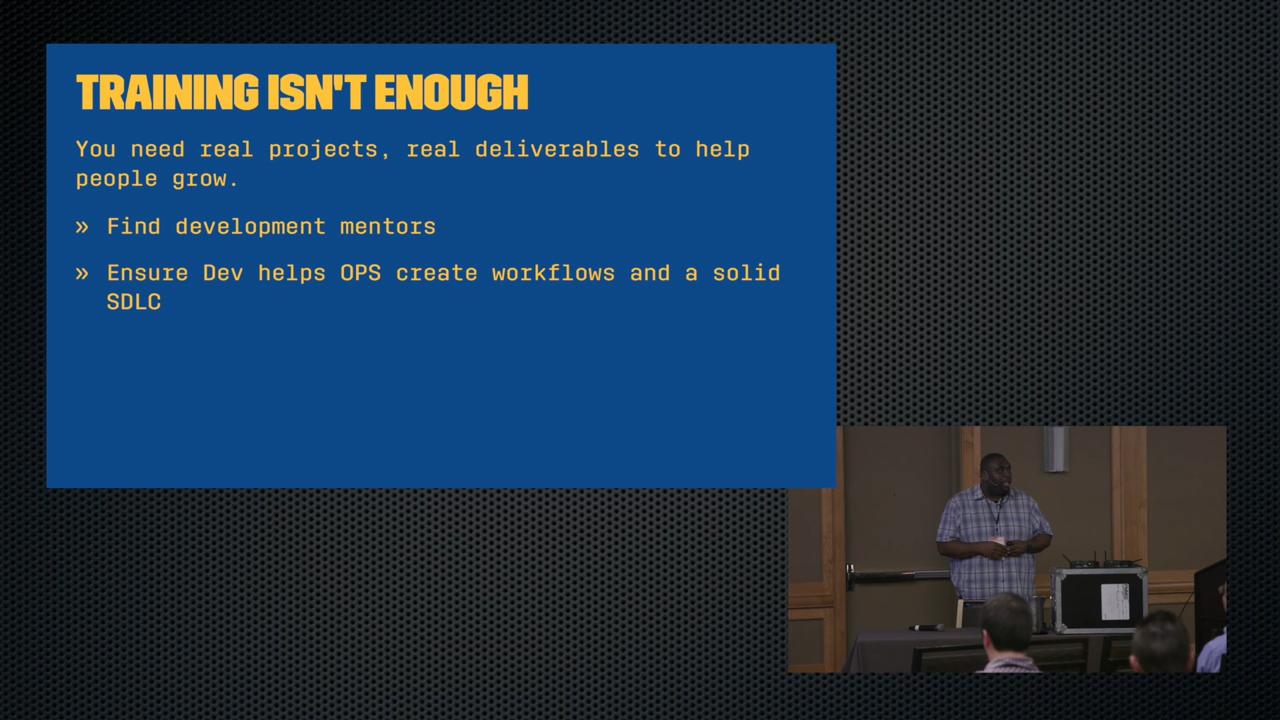 TRAINING ISN'T ENOUGH
You need real projects, real deliverables to help
people grow.
» Find development mentors
» Ensure Dev helps OPS create workflows and a solid
SDLC